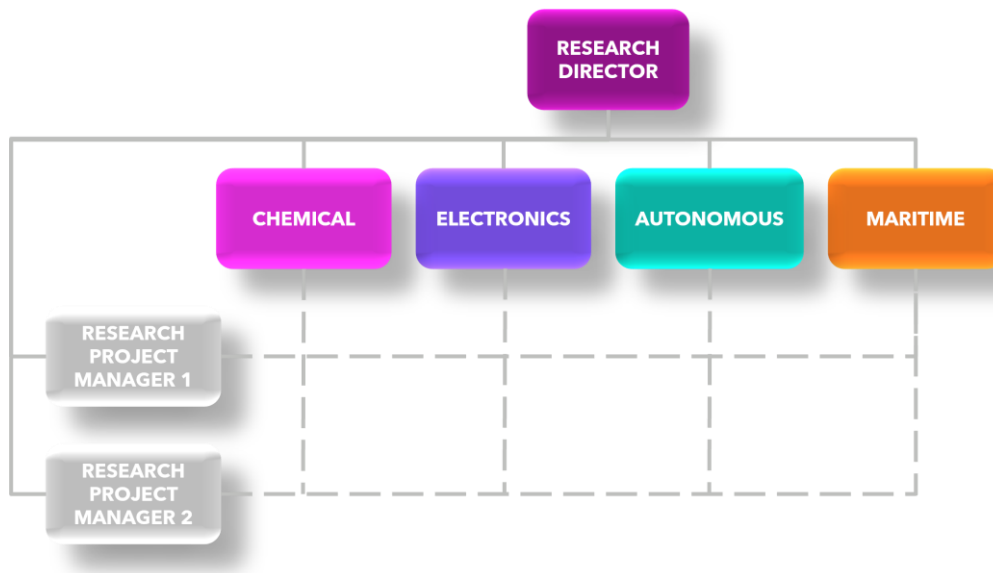 RESEARCH
DIRECTOR
CHEMICAL
ELECTRONICS
AUTONOMOUS
MARITIME
RESEARCH
PROJECT
MANAGER 1
RESEARCH
PROJECT
MANAGER 2